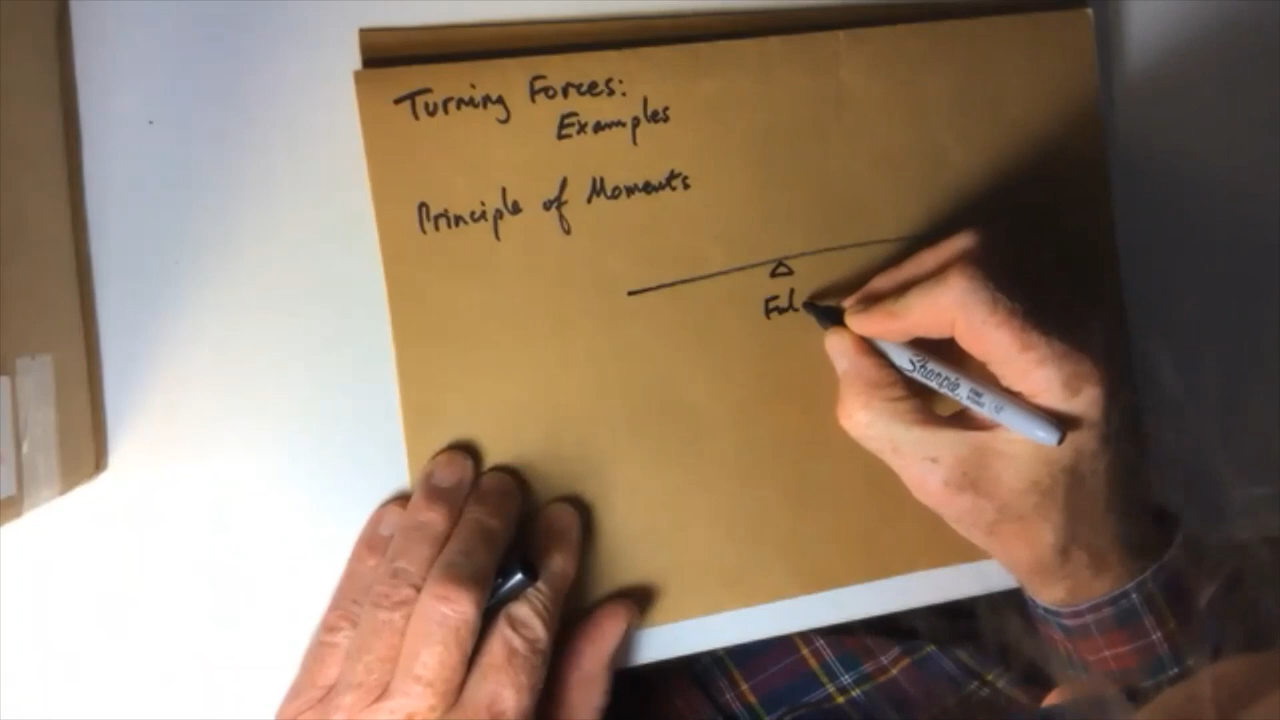 Turning Forces:
Examples
Principle of Moments
Ful
Sharpie